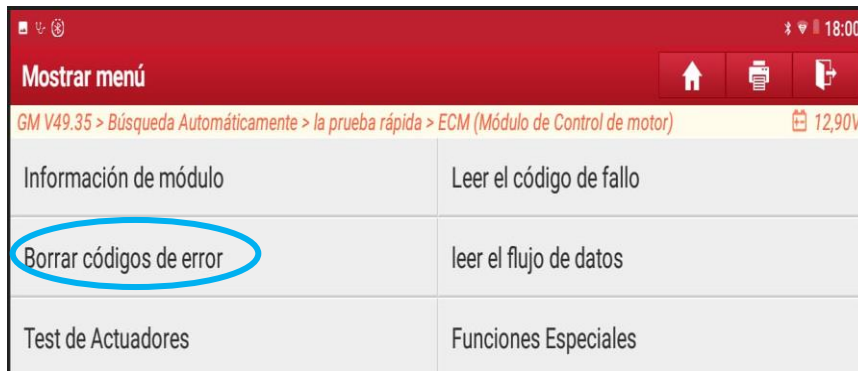 18:00
Mostrar menú
GM V49.35 > Búsqueda Automáticamente > la prueba rápida > ECM (Módulo de Control de motor) 12,90V
Información de módulo Leer el código de fallo
Borrar códigos de error leer el flujo de datos
Test de Actuadores Funciones Especiales